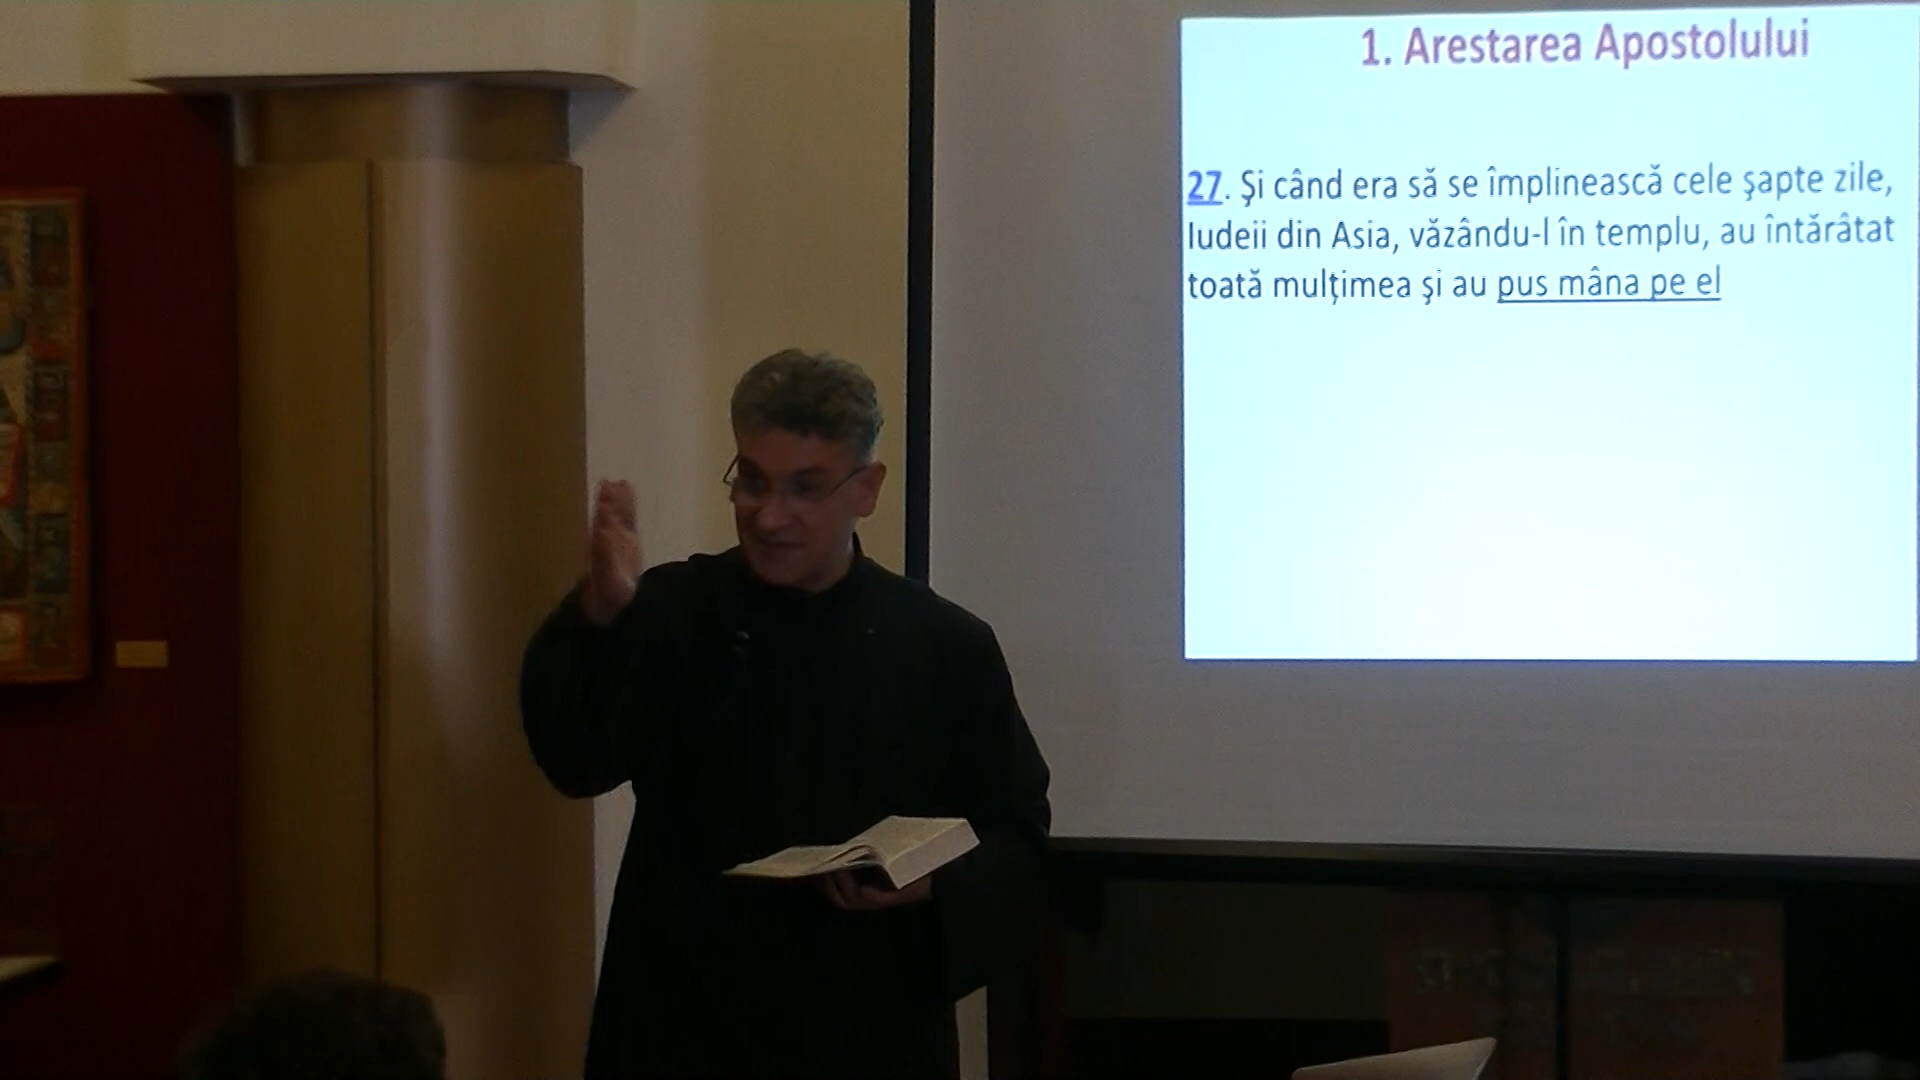 1. Arestarea Apostolului
27. Şi când era să se împlinească cele şapte zile,
Iudeii din Asia, văzându-l în templu, au întărâtat
toată mulţimea şi au pus mâna pe el